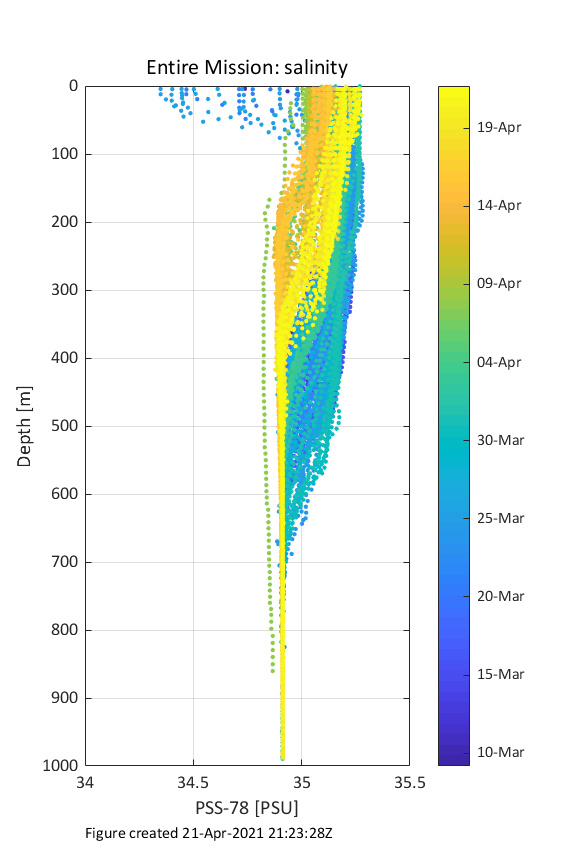 Entire Mission: salinity
0
100
200
300
400
500
600
700
800
900
1000
Depth [m]
34
34.5
35
35.5
PSS-78 [PSU]
19-Apr
14-Apr
09-Apr
04-Apr
30-Mar
25-Mar
20-Mar
15-Mar
10-Mar
Figure created 21-Apr-2021 21:23:28Z